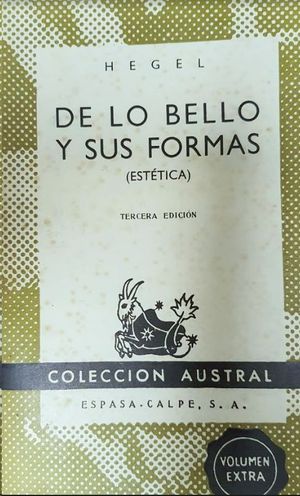 HEGEL
DE LO BELLO
Y SUS FORMAS
(ESTÉTICA)
TERCERA EDICIÓN
COLECCION AUSTRAL
ESPASA-CALPE, S. A.
VOLUMEN
EXTRA